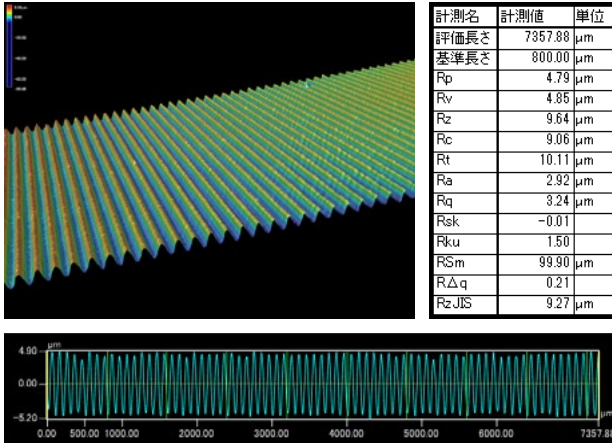 計測名 計測値 単位
評価長さ 7357.88 μm
基準長さ 800.00 μm
Rp 4.79 μm
Rv 4.85 μm
Rz 9.64 μm
Rc 9.06 μm
Rt 10.11 μm
Ra 2.92 μm
Rq 3.24 μm
Rsk -0.01
Rku 1.50
RSm 99.90 μm
RΔq 0.21
RzJIS 9.27 μm
μm
4.90
0.00
-5.20
μm
0.00 500.00 1000.00 2000.00 3000.00 4000.00 5000.00 6000.00 7357.88